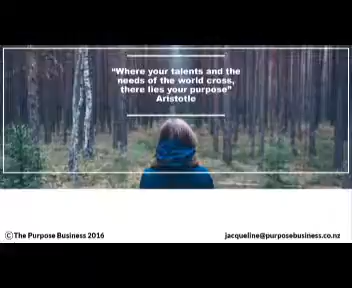 “Where your talents and the
needs of the world cross,
there lies your purpose”
Aristotle
©The Purpose Business 2016
jacqueline@purposebusiness.co.nz